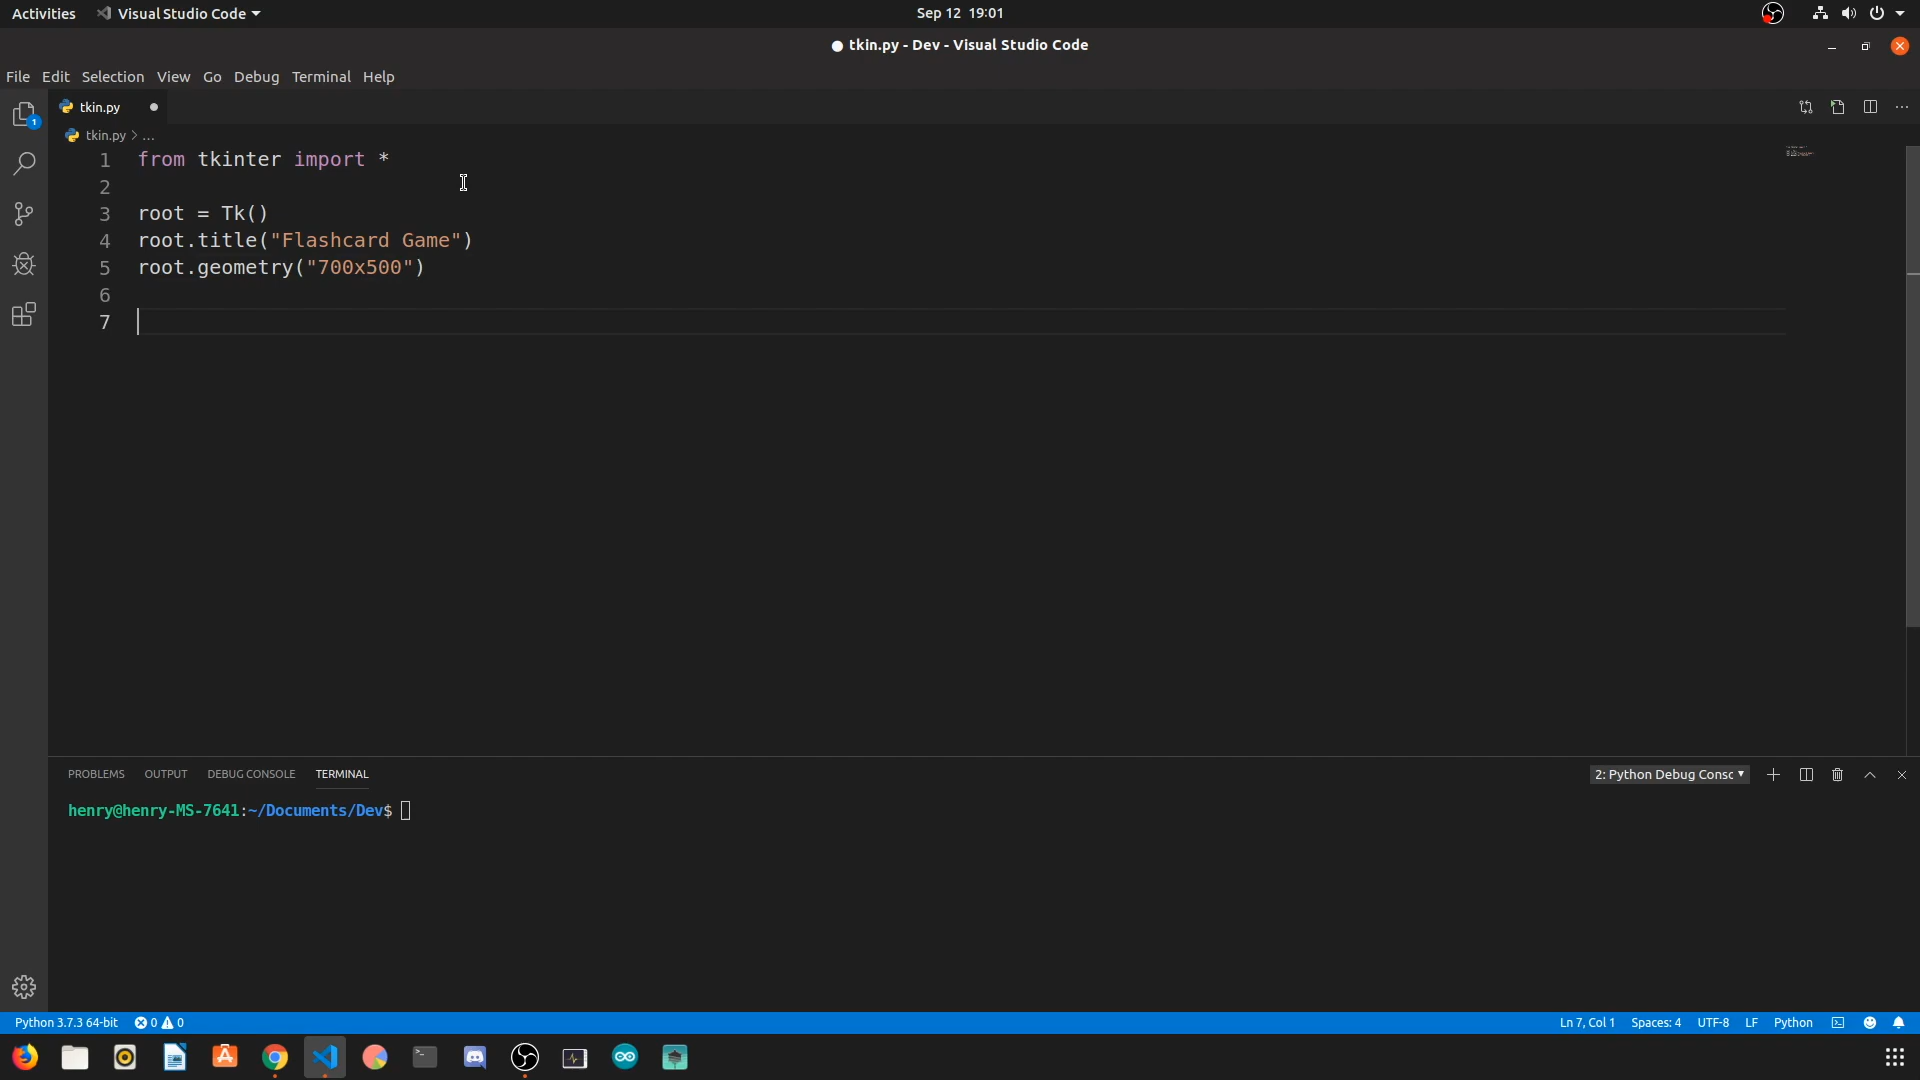 Activities Visual Studio Code Sep 12 19:01
● tkin.py - Dev - Visual Studio Code
File Edit Selection View Go Debug Terminal Help
tkin.py
tkin.py > ...
1 from tkinter import *
2
3 root = Tk()
4 root.title("Flashcard Game")
5 root.geometry("700x500")
6
7
1
PROBLEMS OUTPUT DEBUG CONSOLE TERMINAL 2: Python Debug Consc
henry@henry-MS-7641:~/Documents/Dev$
Python 3.7.3 64-bit 0 0 Ln 7, Col 1 Spaces: 4 UTF-8 LF Python